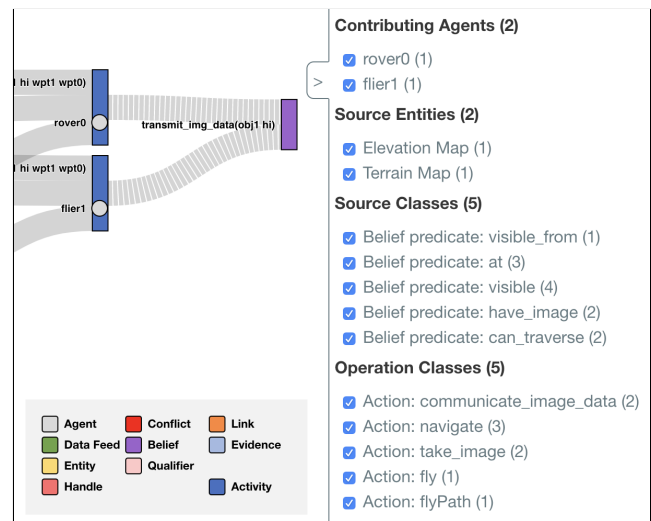 hi wpt1 wpt0)
rover0
hi wpt1 wpt0)
flier1
transmit_img_data(obj1 hi)
>
Agent
Conflict
Link
Data Feed
Belief
Evidence
Entity
Qualifier
Handle
Activity
Contributing Agents (2)
rover0 (1)
flier1 (1)
Source Entities (2)
Elevation Map (1)
Terrain Map (1)
Source Classes (5)
Belief predicate: visible_from (1)
Belief predicate: at (3)
Belief predicate: visible (4)
Belief predicate: have_image (2)
Belief predicate: can_traverse (2)
Operation Classes (5)
Action: communicate_image_data (2)
Action: navigate (3)
Action: take_image (2)
Action: fly (1)
Action: flyPath (1)